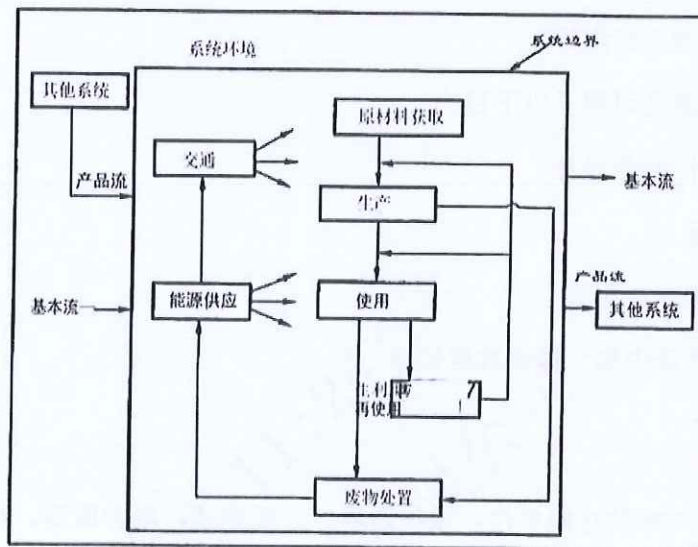 系统环境
系统边界
其他系统
原材料获取
交通
产品流
基本流
生产
产品流
基本流
能源供应
使用
其他系统
再使用
废物处置